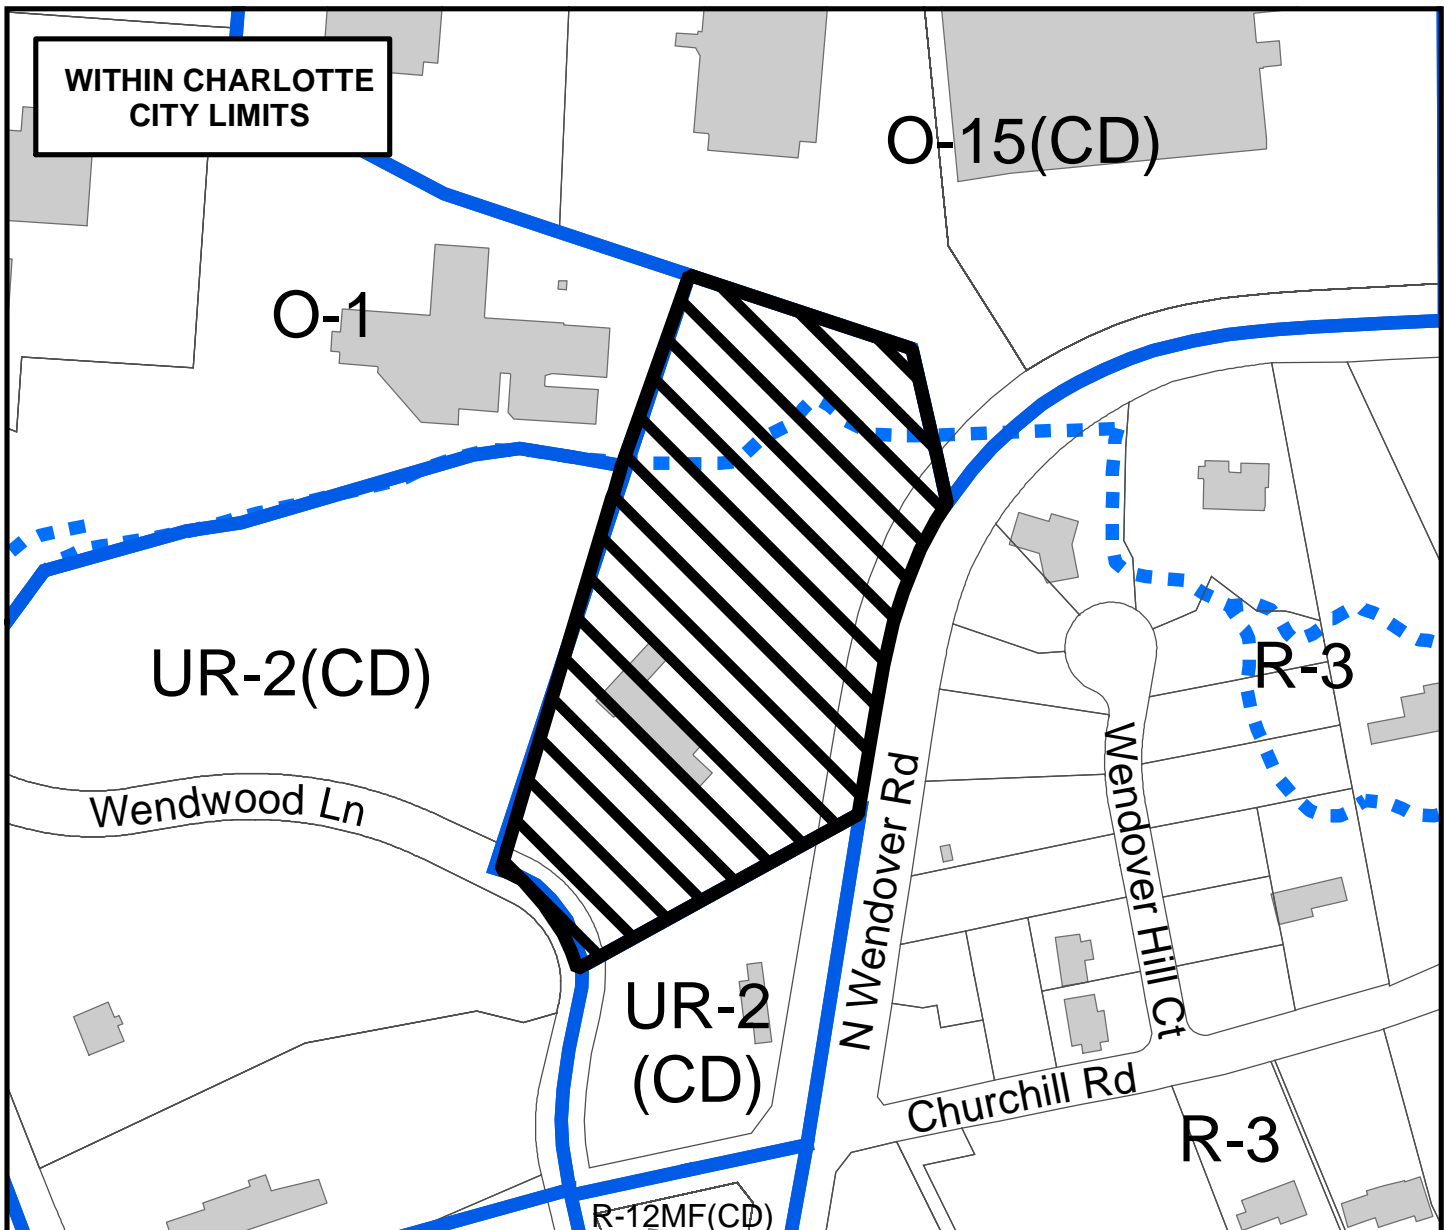 WITHIN CHARLOTTE
CITY LIMITS
O-15(CD)
O-1
UR-2(CD)
R-3
Wendwood Ln
N Wendover Rd
Wendover Hill Ct
UR-2
(CD)
Churchill Rd
R-3
R-12MF(CD)